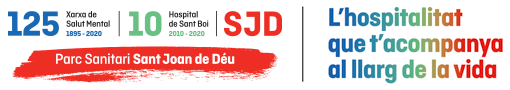 125 Xarxa de
Salut Mental
1895 - 2020
10 Hospital
de Sant Boi
2010 - 2020
SJD
Parc Sanitari Sant Joan de Déu
L'hospitalitat
que t'acompanya
al llarg de la vida